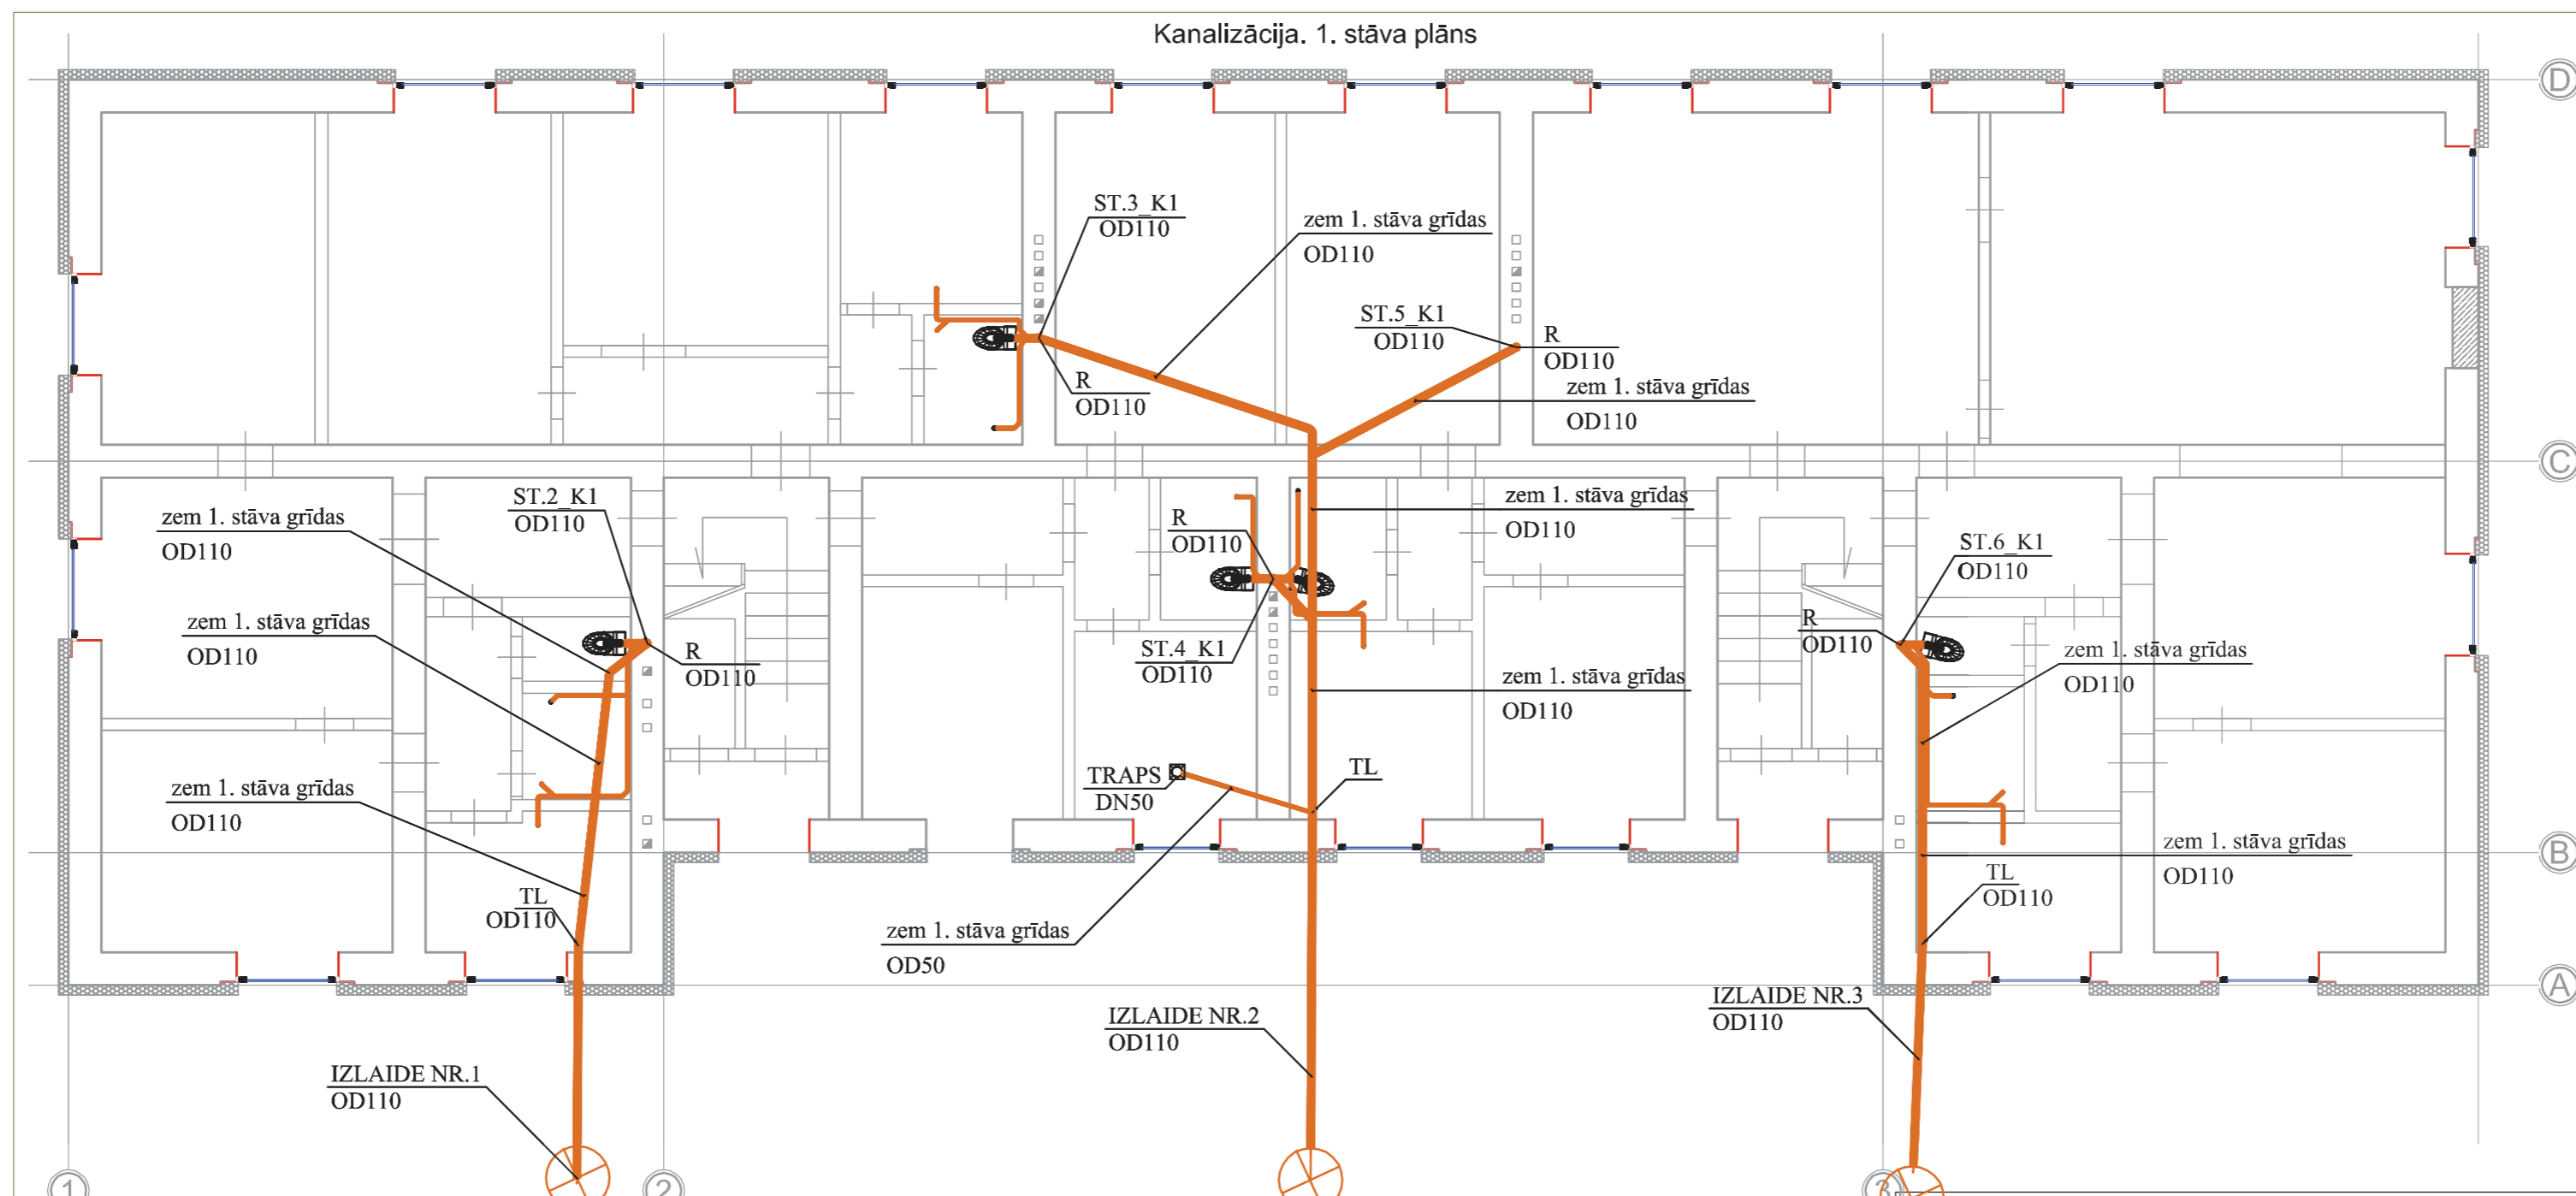 Kanalizācija. 1. stāva plāns
D
ST.3_K1
OD110
zem 1. stāva grīdas
OD110
ST.5_K1
OD110
R
OD110
R
OD110
zem 1. stāva grīdas
OD110
C
ST.2_K1
OD110
zem 1. stāva grīdas
OD110
R
OD110
zem 1. stāva grīdas
OD110
ST.6_K1
OD110
zem 1. stāva grīdas
OD110
R
OD110
ST.4_K1
OD110
R
OD110
zem 1. stāva grīdas
OD110
zem 1. stāva grīdas
OD110
zem 1. stāva grīdas
OD110
TRAPS
DN50
TL
zem 1. stāva grīdas
OD110
B
TL
OD110
TL
OD110
zem 1. stāva grīdas
OD50
A
IZLAIDE NR.1
OD110
IZLAIDE NR.2
OD110
IZLAIDE NR.3
OD110
1
2
3